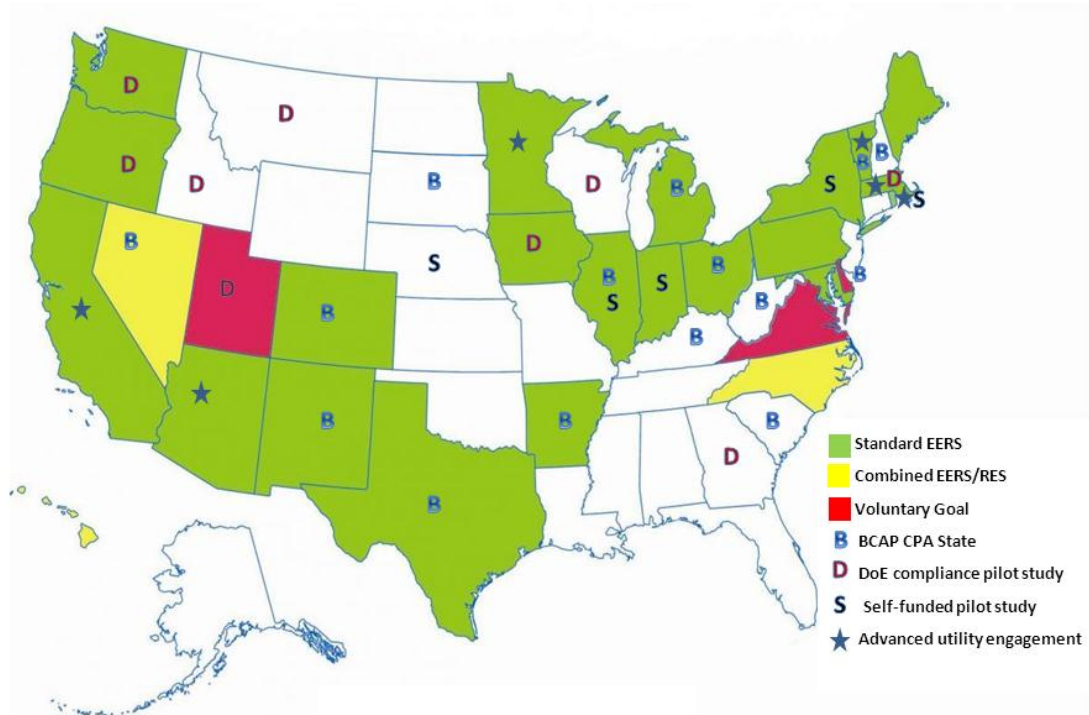 D
D
B
B
D
D
B
D
B
S
D
S
B
D
S
B
B
B
S
D
S
B
B
B
B
B
B
D
B
Standard EERS
Combined EERS/RES
Voluntary Goal
B BCAP CPA State
D DoE compliance pilot study
S Self-funded pilot study
Advanced utility engagement